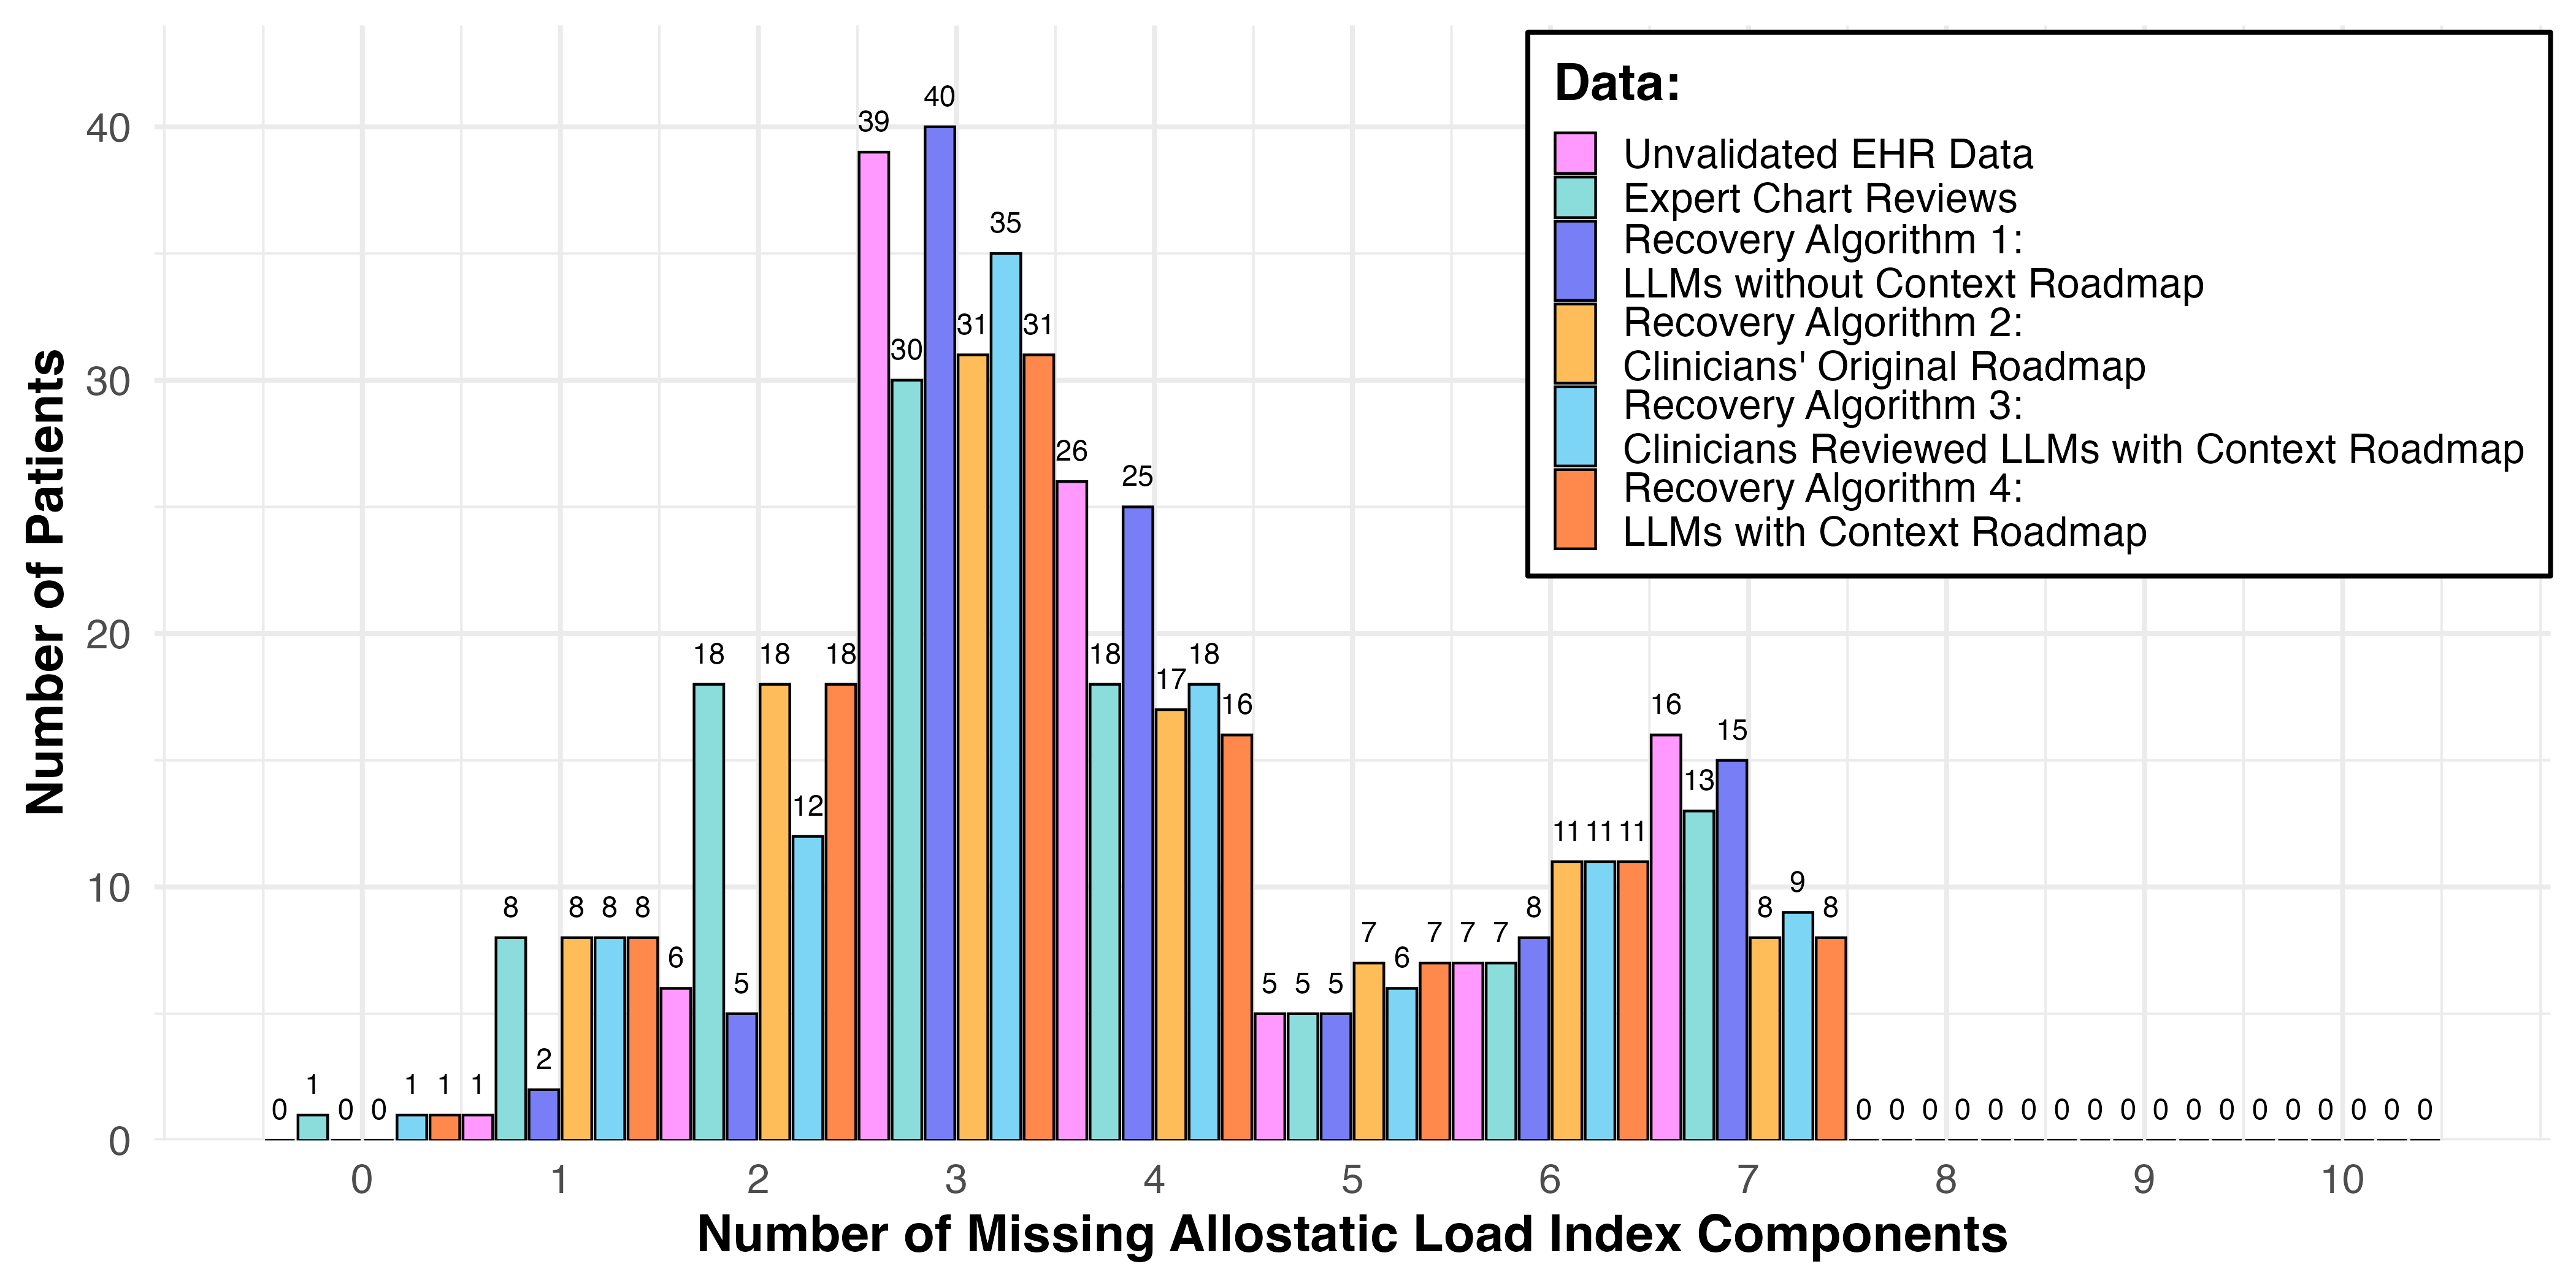 Data:
Unvalidated EHR Data
Expert Chart Reviews
Recovery Algorithm 1:
LLMs without Context Roadmap
Recovery Algorithm 2:
Clinicians' Original Roadmap
Recovery Algorithm 3:
Clinicians Reviewed LLMs with Context Roadmap
Recovery Algorithm 4:
LLMs with Context Roadmap
Number of Patients
40
30
20
10
0
0 1 0 0 1 1
1 8 2 8 8 8
6 18 5 18 12 18
39 30 40 31 35 31
26 18 25 17 18 16
5 5 5 7 6 7
7 7 8 11 11 11
16 13 15 8 9 8
0 0 0 0 0 0
0 0 0 0 0 0
0 0 0 0 0 0
0 1 2 3 4 5 6 7 8 9 10
Number of Missing Allostatic Load Index Components